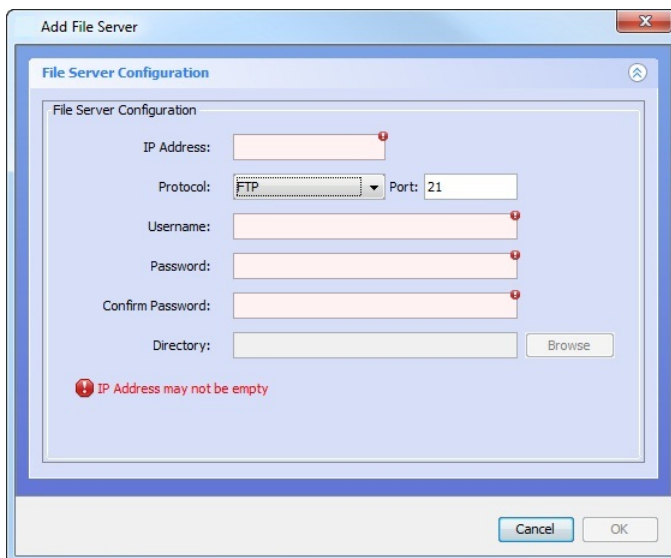 Add File Server
File Server Configuration
File Server Configuration
IP Address:
Protocol: FTP Port: 21
Username:
Password:
Confirm Password:
Directory: Browse
IP Address may not be empty
Cancel OK